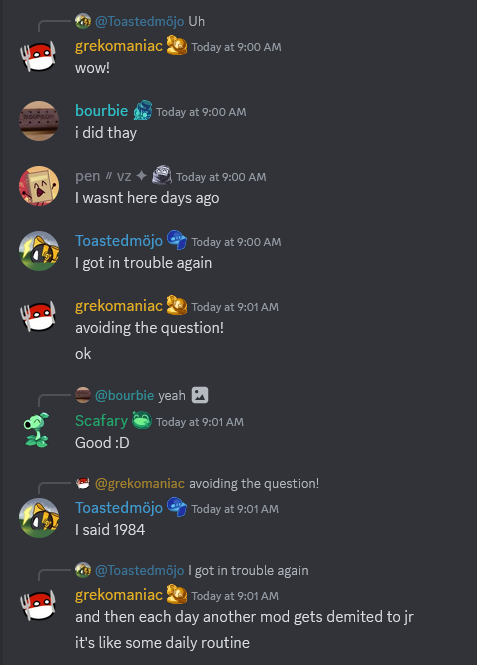 @Toastedmõjo Uh
grekomaniac Today at 9:00 AM
wow!
bourbie Today at 9:00 AM
i did thay
pen〃vz ✦ Today at 9:00 AM
I wasnt here days ago
Toastedmõjo Today at 9:00 AM
I got in trouble again
grekomaniac Today at 9:01 AM
avoiding the question!
ok
@bourbie yeah
Scafary Today at 9:01 AM
Good :D
@grekomaniac avoiding the question!
Toastedmõjo Today at 9:01 AM
I said 1984
@Toastedmõjo I got in trouble again
grekomaniac Today at 9:01 AM
and then each day another mod gets demited to jr
it's like some daily routine